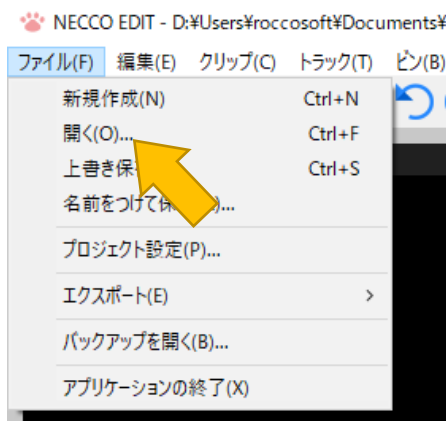 NECCO EDIT - D:¥Users¥roccosoft¥Documents¥
ファイル(F) 編集(E) クリップ(C) トラック(T) ビン(B)
新規作成(N) Ctrl+N
開く(O)... Ctrl+F
上書き保 Ctrl+S
名前をつけて保 ...
プロジェクト設定(P)...
エクスポート(E) >
バックアップを開く(B)...
アプリケーションの終了(X)